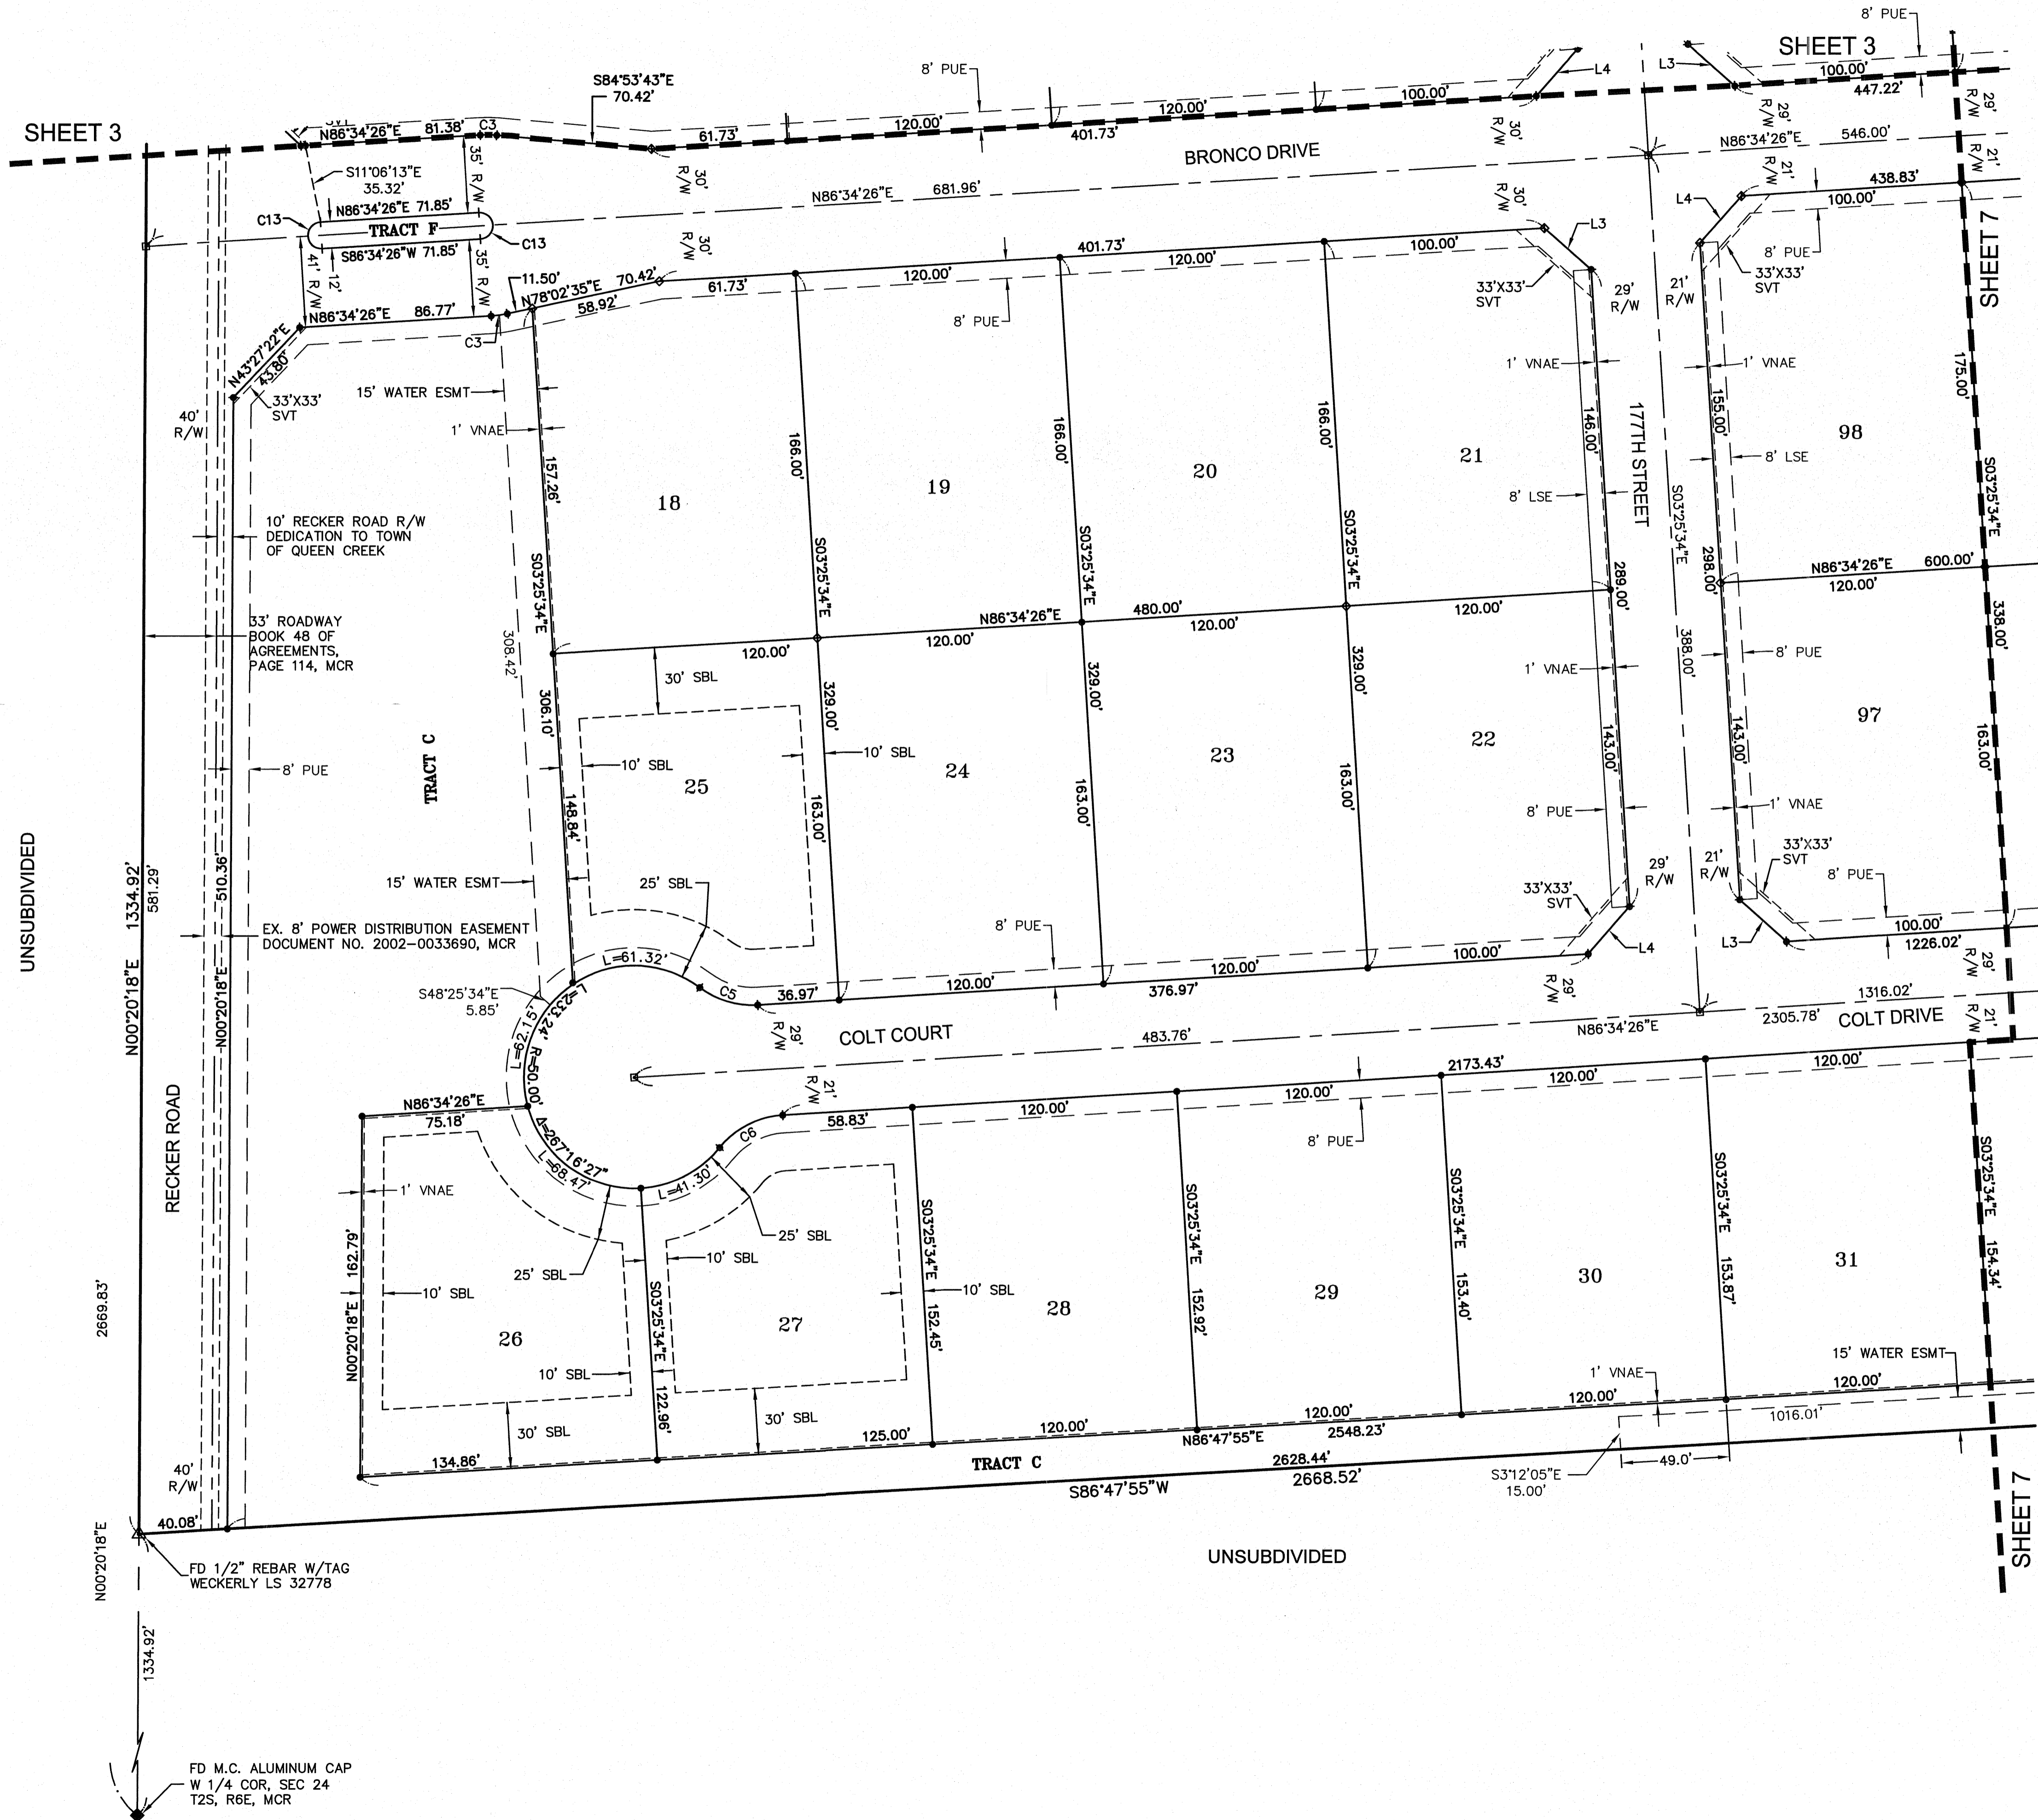 8' PUE
SHEET 3
L3
L4
100.00'
447.22'
29'
R/W
S84°53'43"E
70.42'
8' PUE
120.00'
100.00'
SHEET 3
N86°34'26"E
81.38'
C3
61.73'
120.00'
401.73'
30'
R/W
29'
R/W
BRONCO DRIVE
N86°34'26"E
546.00'
35' R/W
S11°06'13"E
35.32'
30'
R/W
N86°34'26"E
681.96'
21'
R/W
21'
R/W
438.83'
100.00'
C13
N86°34'26"E 71.85'
TRACT F
S86°34'26"W 71.85'
C13
30'
R/W
L4
L3
8' PUE
41' R/W
12'
35' R/W
30'
R/W
401.73'
100.00'
120.00'
120.00'
33'X33'
SVT
SHEET 7
11.50'
N78°02'35"E
70.42'
58.92'
61.73'
33'X33'
SVT
29'
R/W
21'
R/W
N86°34'26"E
86.77'
C3
8' PUE
N43°27'22"E
43.80'
33'X33'
SVT
15' WATER ESMT
1' VNAE
1' VNAE
1' VNAE
175.00'
40'
R/W
157.26'
166.00'
166.00'
166.00'
146.00'
155.00'
177TH STREET
98
18
19
20
21
8' LSE
8' LSE
S03°25'34"E
S03°25'34"E
10' RECKER ROAD R/W
DEDICATION TO TOWN
OF QUEEN CREEK
S03°25'34"E
S03°25'34"E
S03°25'34"E
S03°25'34"E
289.00'
298.00'
N86°34'26"E
600.00'
120.00'
33' ROADWAY
BOOK 48 OF
AGREEMENTS,
PAGE 114, MCR
308.42'
120.00'
N86°34'26"E
480.00'
120.00'
120.00'
120.00'
388.00'
338.00'
30' SBL
1' VNAE
8' PUE
306.10'
329.00'
329.00'
329.00'
97
TRACT C
8' PUE
10' SBL
10' SBL
25
24
23
22
143.00'
143.00'
163.00'
148.84'
163.00'
163.00'
163.00'
8' PUE
1' VNAE
UNSUBDIVIDED
N00°20'18"E 1334.92'
581.29'
N00°20'18"E
510.36'
15' WATER ESMT
25' SBL
33'X33'
SVT
29'
R/W
21'
R/W
33'X33'
SVT
8' PUE
EX. 8' POWER DISTRIBUTION EASEMENT
DOCUMENT NO. 2002-0033690, MCR
8' PUE
L4
L3
100.00'
1226.02'
L=61.32'
S48°25'34"E
5.85'
C5
36.97'
120.00'
376.97'
120.00'
100.00'
29'
R/W
29'
R/W
29'
R/W
L=62.15'
L=233.24' R=50.00'
Δ=267°16'27"
COLT COURT
483.76'
N86°34'26"E
2305.78'
1316.02'
COLT DRIVE
21'
R/W
21'
R/W
2173.43'
120.00'
120.00'
120.00'
120.00'
58.83'
C6
8' PUE
RECKER ROAD
N86°34'26"E
75.18'
L=68.47'
L=41.30'
1' VNAE
25' SBL
25' SBL
10' SBL
10' SBL
10' SBL
10' SBL
N00°20'18"E 162.79'
S03°25'34"E 122.96'
S03°25'34"E 152.45'
S03°25'34"E 152.92'
S03°25'34"E 153.40'
S03°25'34"E 153.87'
S03°25'34"E 154.34'
26
27
28
29
30
31
30' SBL
30' SBL
1' VNAE
15' WATER ESMT
2669.83'
134.86'
125.00'
120.00'
120.00'
120.00'
120.00'
N86°47'55"E
2548.23'
1016.01'
TRACT C
2628.44'
S86°47'55"W
2668.52'
S3°12'05"E
15.00'
49.0'
40'
R/W
40.08'
SHEET 7
UNSUBDIVIDED
N00°20'18"E
FD 1/2" REBAR W/TAG
WECKERLY LS 32778
1334.92'
FD M.C. ALUMINUM CAP
W 1/4 COR, SEC 24
T2S, R6E, MCR